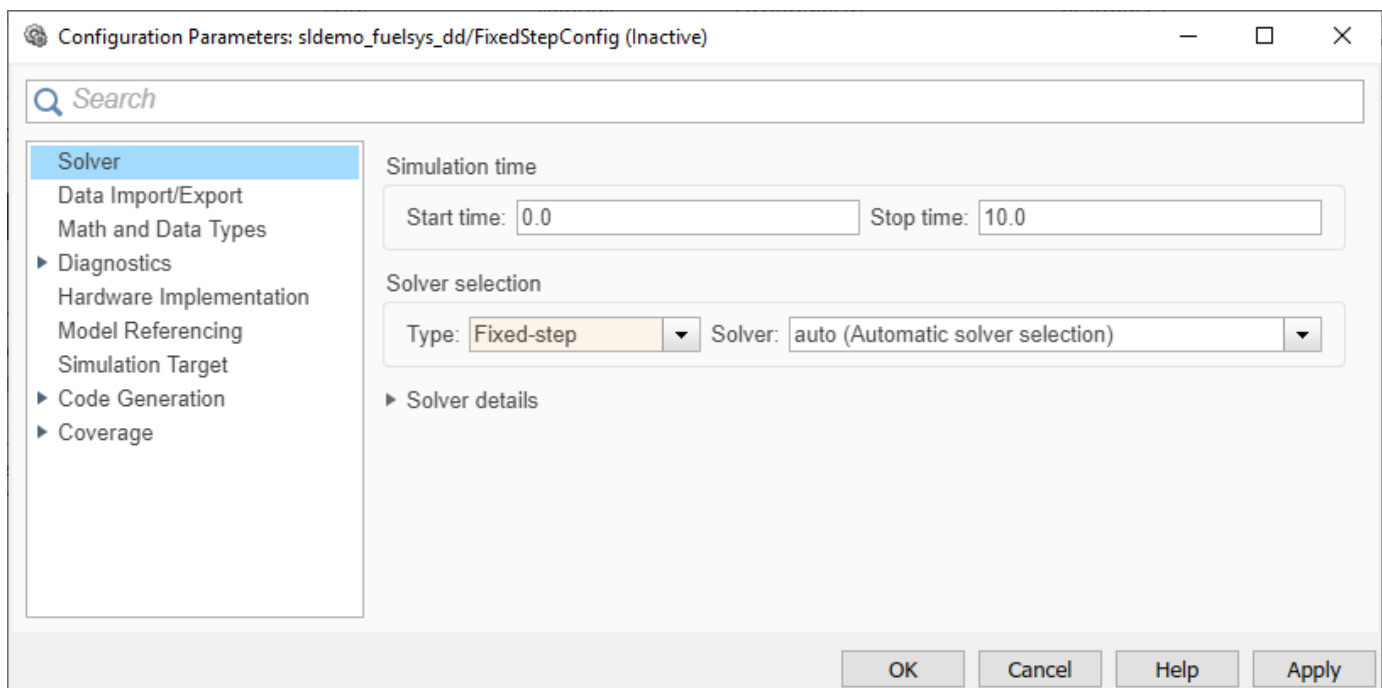 Configuration Parameters: sldemo_fuelsys_dd/FixedStepConfig (Inactive)
Search
Solver
Data Import/Export
Math and Data Types
Diagnostics
Hardware Implementation
Model Referencing
Simulation Target
Code Generation
Coverage
Simulation time
Start time: 0.0 Stop time: 10.0
Solver selection
Type: Fixed-step Solver: auto (Automatic solver selection)
Solver details
OK Cancel Help Apply